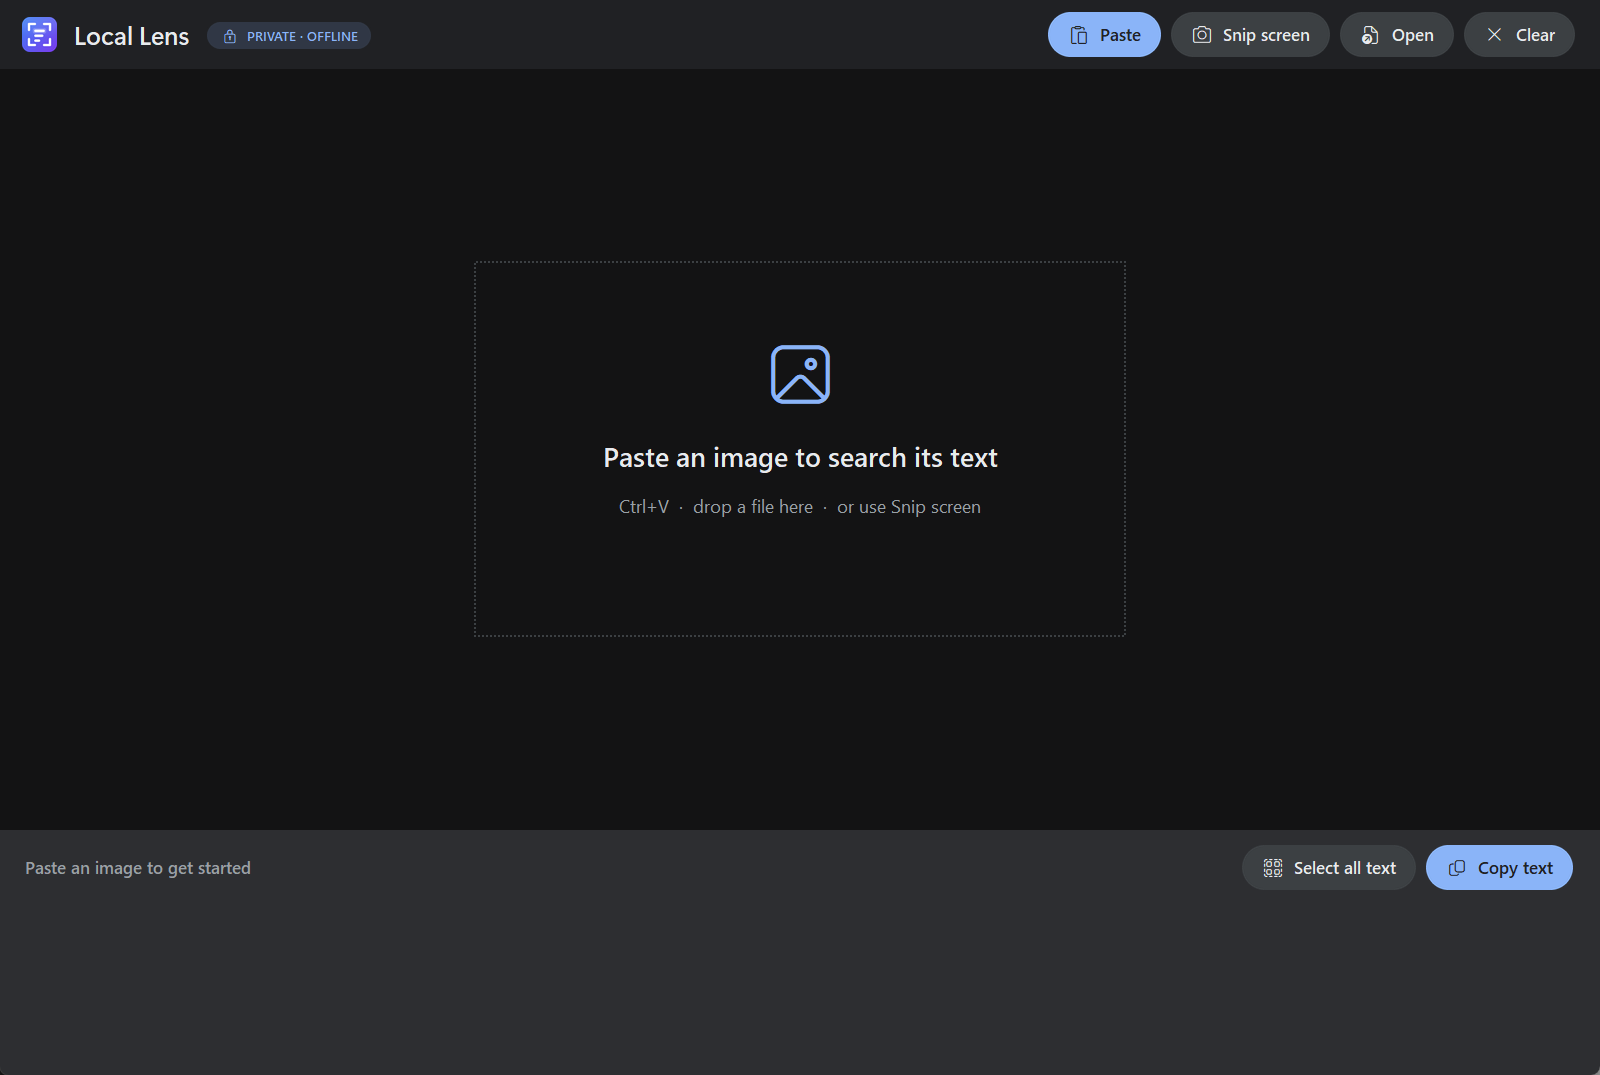 Local Lens
PRIVATE · OFFLINE
Paste
Snip screen
Open
Clear
Paste an image to search its text
Ctrl+V · drop a file here · or use Snip screen
Paste an image to get started
Select all text
Copy text